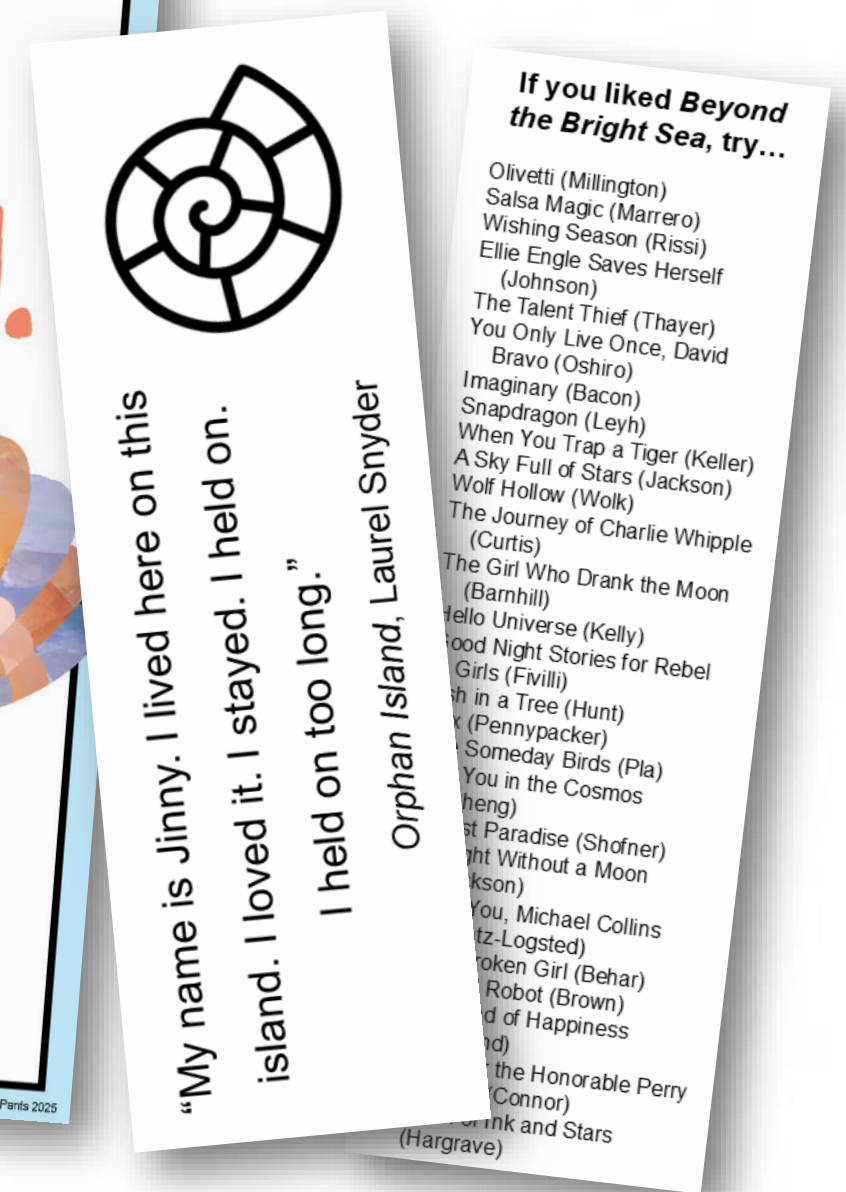 “My name is Jinny. I lived here on this
island. I loved it. I stayed. I held on.
I held on too long.”
Orphan Island, Laurel Snyder
If you liked Beyond
the Bright Sea, try…
Olivetti (Millington)
Salsa Magic (Marrero)
Wishing Season (Rissi)
Ellie Engle Saves Herself
(Johnson)
The Talent Thief (Thayer)
You Only Live Once, David
Bravo (Oshiro)
Imaginary (Bacon)
Snapdragon (Leyh)
When You Trap a Tiger (Keller)
A Sky Full of Stars (Jackson)
Wolf Hollow (Wolk)
The Journey of Charlie Whipple
(Curtis)
The Girl Who Drank the Moon
(Barnhill)
Hello Universe (Kelly)
Good Night Stories for Rebel
Girls (Fivilli)
in a Tree (Hunt)
(Pennypacker)
Someday Birds (Pla)
You in the Cosmos
Paradise (Shofner)
Without a Moon
You, Michael Collins
Girl (Behar)
Robot (Brown)
of Happiness
the Honorable Perry
(Connor)
Ink and Stars
(Hargrave)
Pants 2025